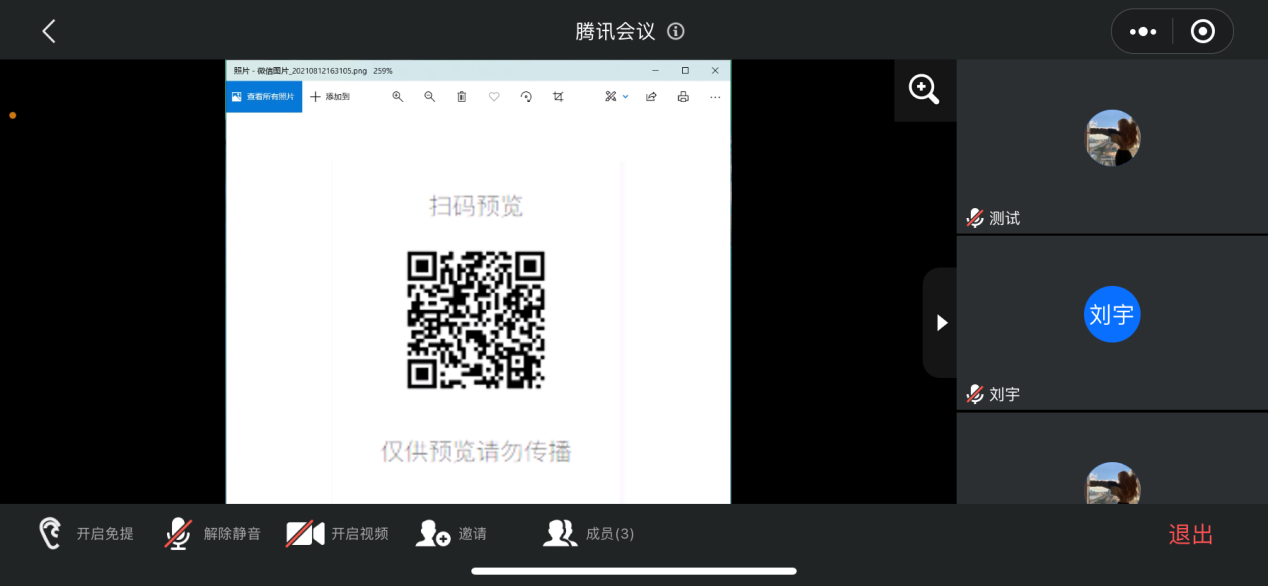 腾讯会议
照片 - 微信图片_20210812163105.png 259%
查看所有照片
添加到
扫码预览
仅供预览请勿传播
测试
刘宇
刘宇
开启免提
解除静音
开启视频
邀请
成员(3)
退出